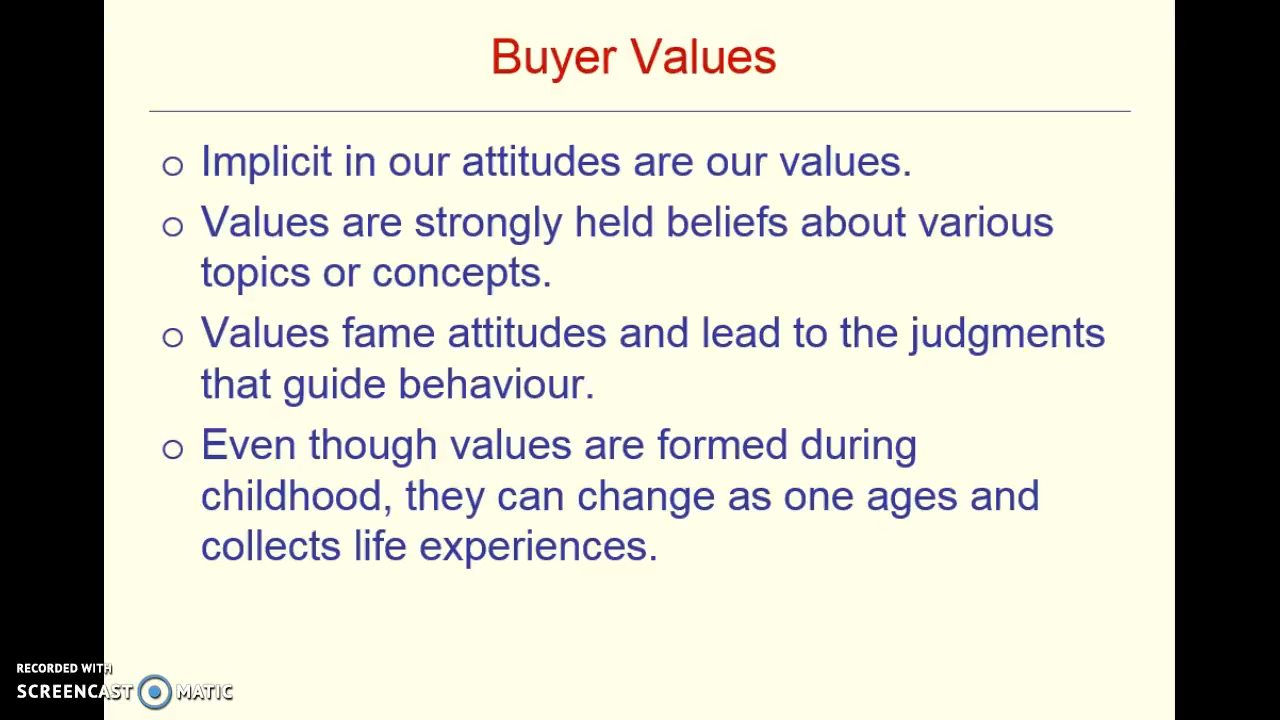 Buyer Values
Implicit in our attitudes are our values.
Values are strongly held beliefs about various
topics or concepts.
Values fame attitudes and lead to the judgments
that guide behaviour.
Even though values are formed during
childhood, they can change as one ages and
collects life experiences.
RECORDED WITH
SCREENCAST MATIC